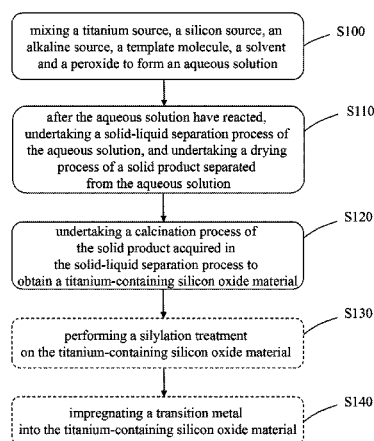 mixing a titanium source, a silicon source, an
alkaline source, a template molecule, a solvent
and a peroxide to form an aqueous solution
S100
after the aqueous solution have reacted,
undertaking a solid-liquid separation process of
the aqueous solution, and undertaking a drying
process of a solid product separated
from the aqueous solution
S110
undertaking a calcination process of
the solid product acquired in
the solid-liquid separation process to
obtain a titanium-containing silicon oxide material
S120
performing a silylation treatment
on the titanium-containing silicon oxide material
S130
impregnating a transition metal
into the titanium-containing silicon oxide material
S140